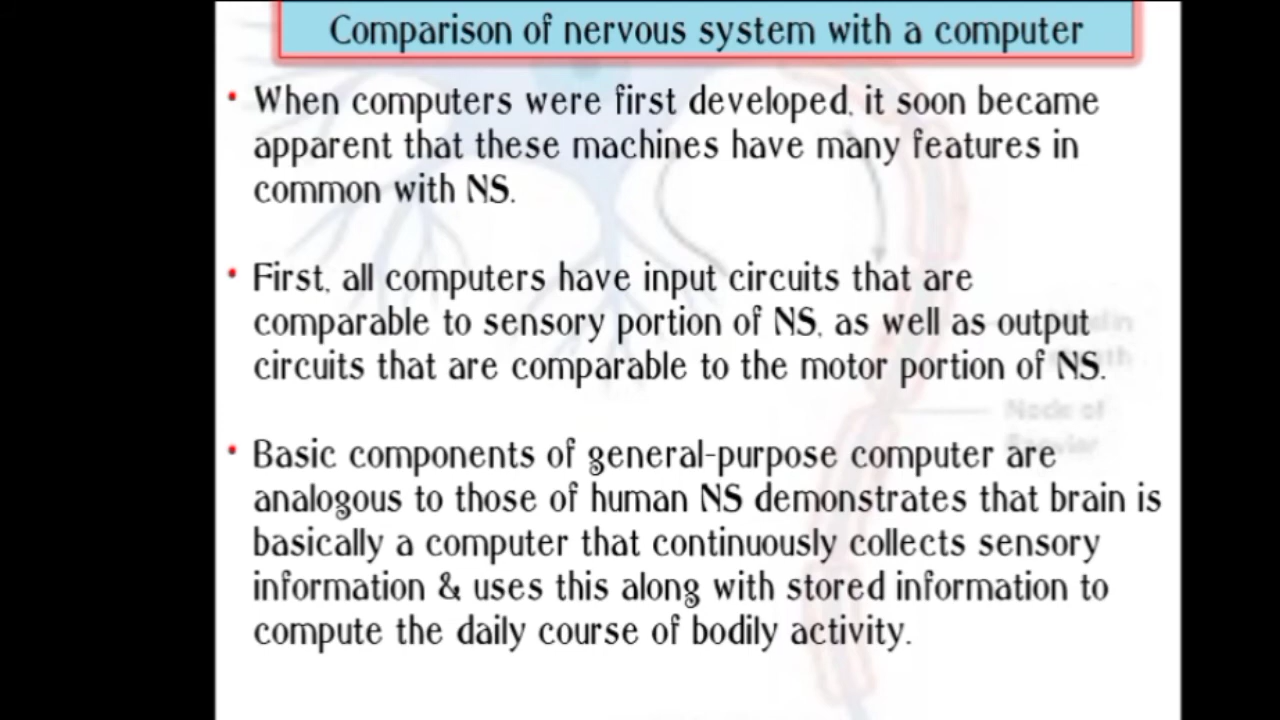 Comparison of nervous system with a computer
• When computers were first developed, it soon became
apparent that these machines have many features in
common with NS.
• First, all computers have input circuits that are
comparable to sensory portion of NS, as well as output
circuits that are comparable to the motor portion of NS.
• Basic components of general-purpose computer are
analogous to those of human NS demonstrates that brain is
basically a computer that continuously collects sensory
information & uses this along with stored information to
compute the daily course of bodily activity.
Node of